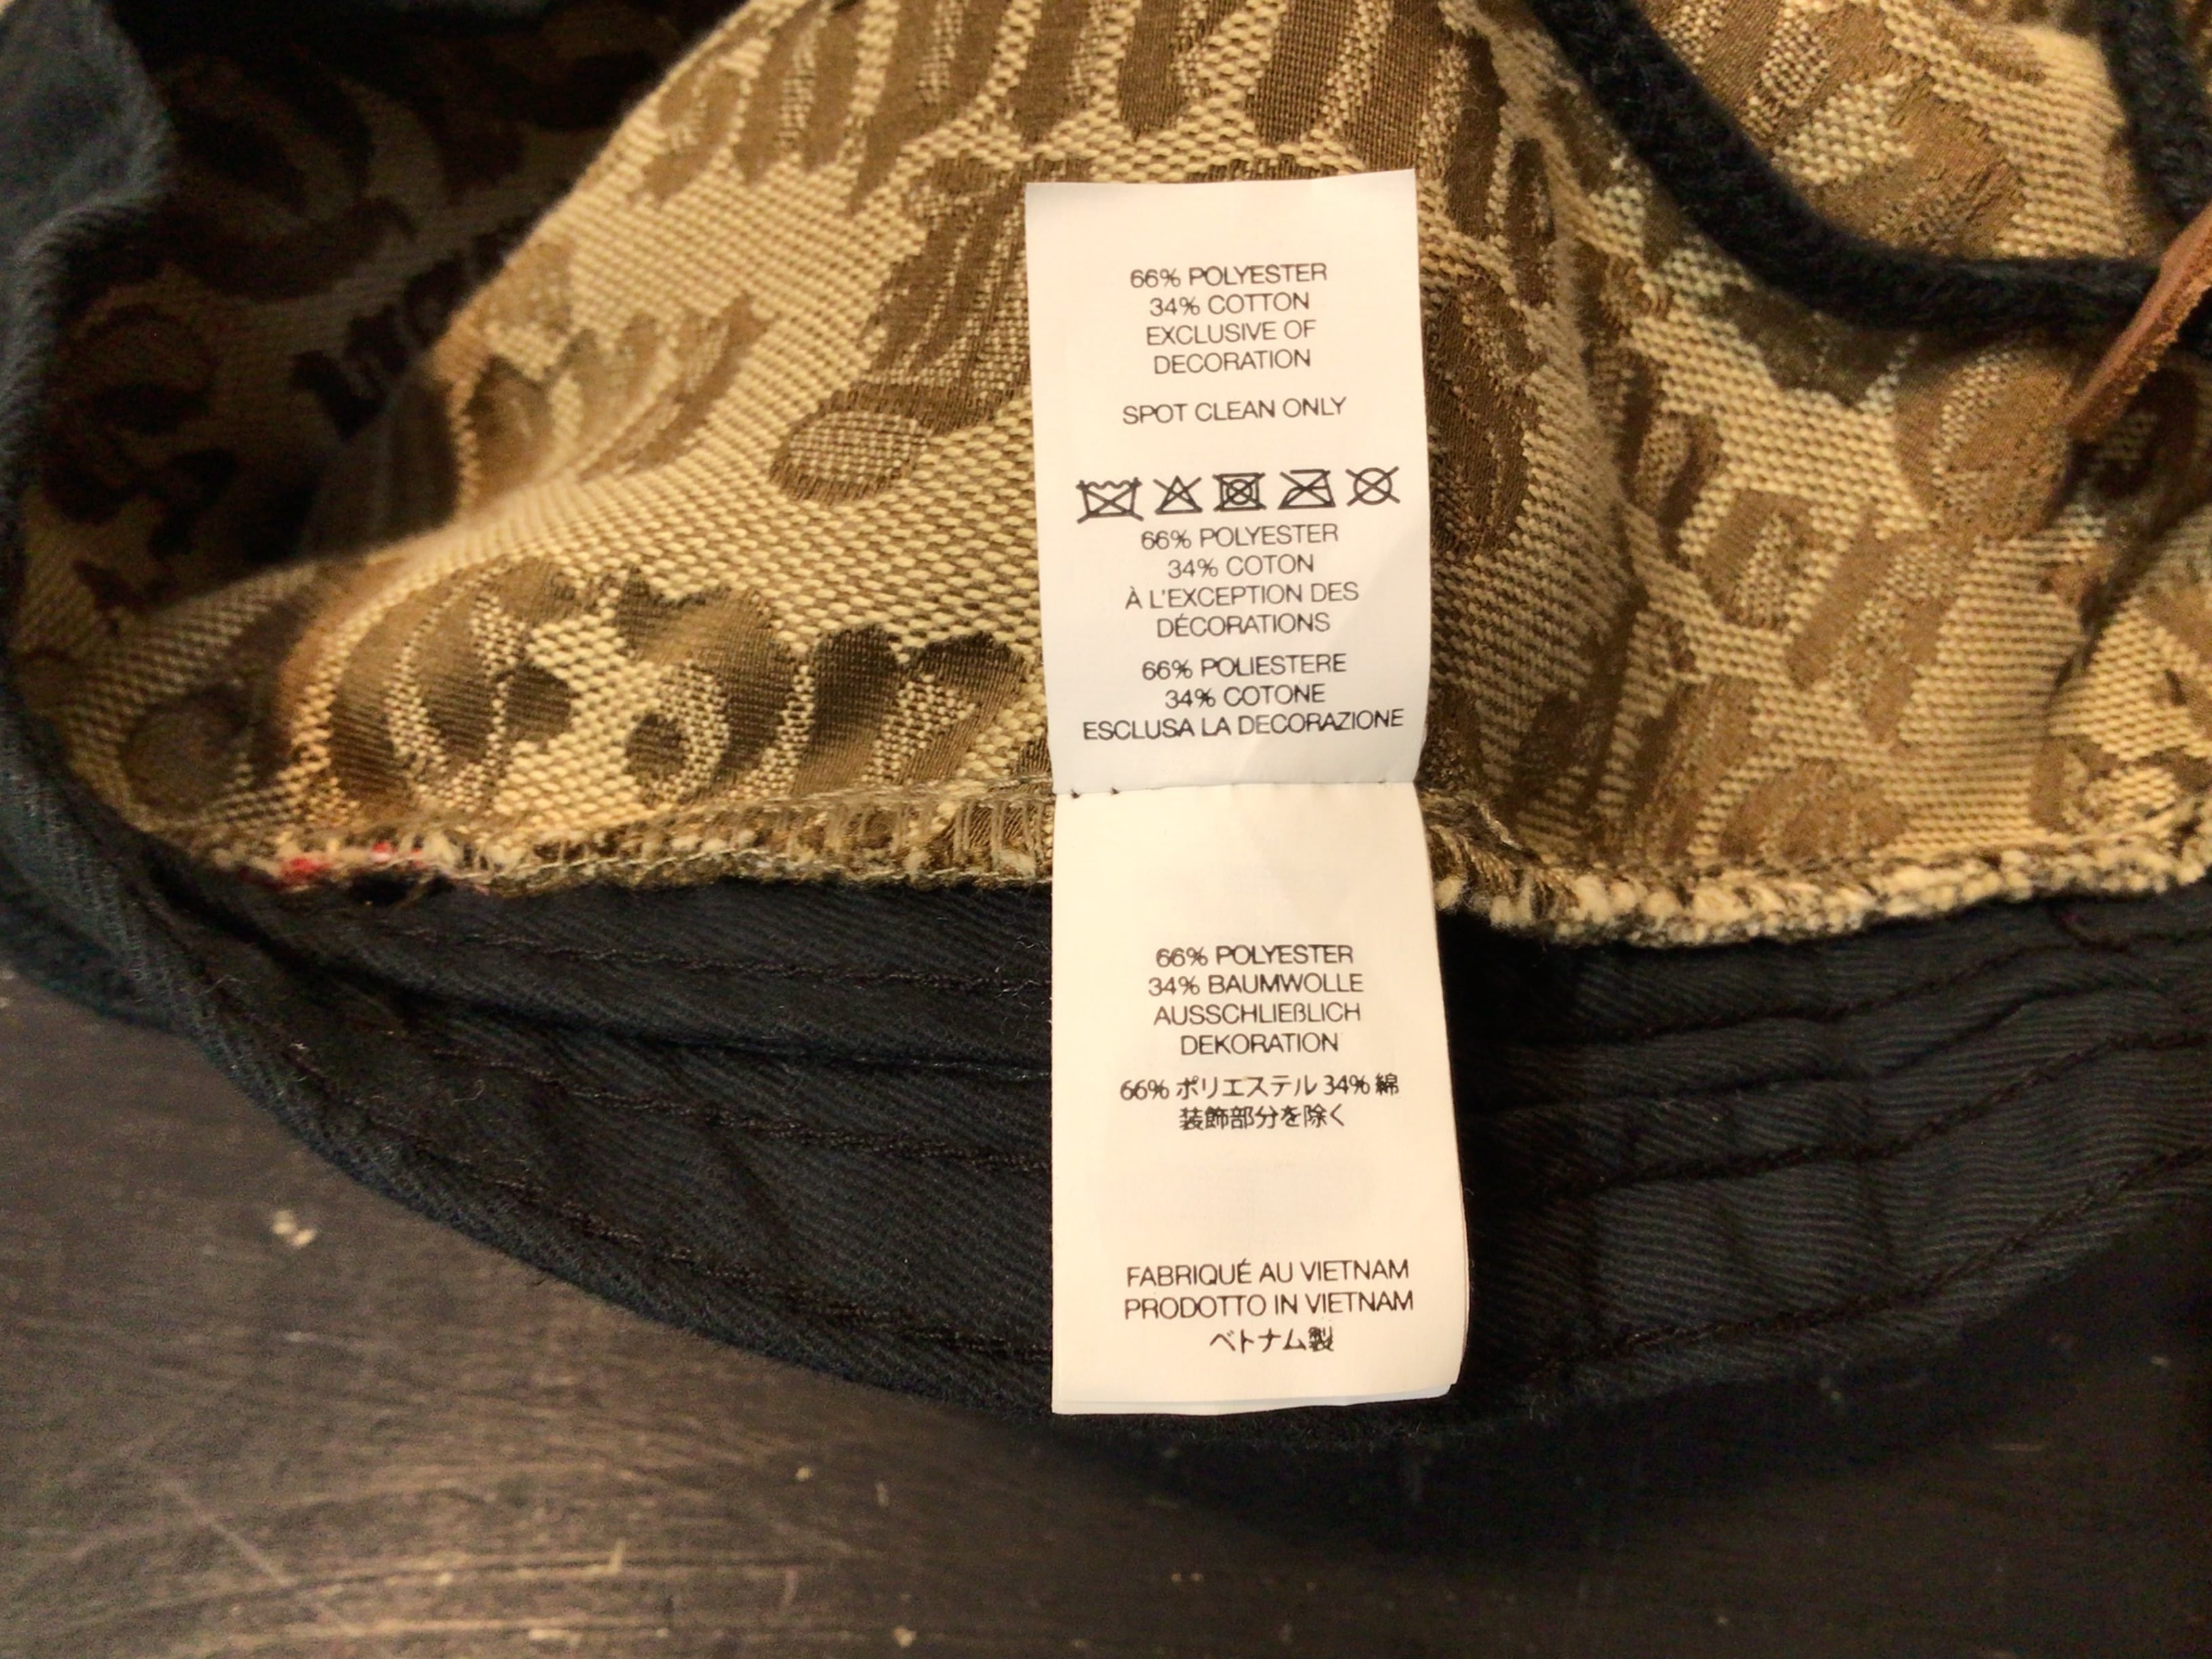 66% POLYESTER
34% COTTON
EXCLUSIVE OF
DECORATION
SPOT CLEAN ONLY
66% POLYESTER
34% COTON
À L'EXCEPTION DES
DÉCORATIONS
66% POLIESTERE
34% COTONE
ESCLUSA LA DECORAZIONE
66% POLYESTER
34% BAUMWOLLE
AUSSCHLIEßLICH
DEKORATION
66% ポリエステル 34% 綿
装飾部分を除く
FABRIQUÉ AU VIETNAM
PRODOTTO IN VIETNAM
ベトナム製